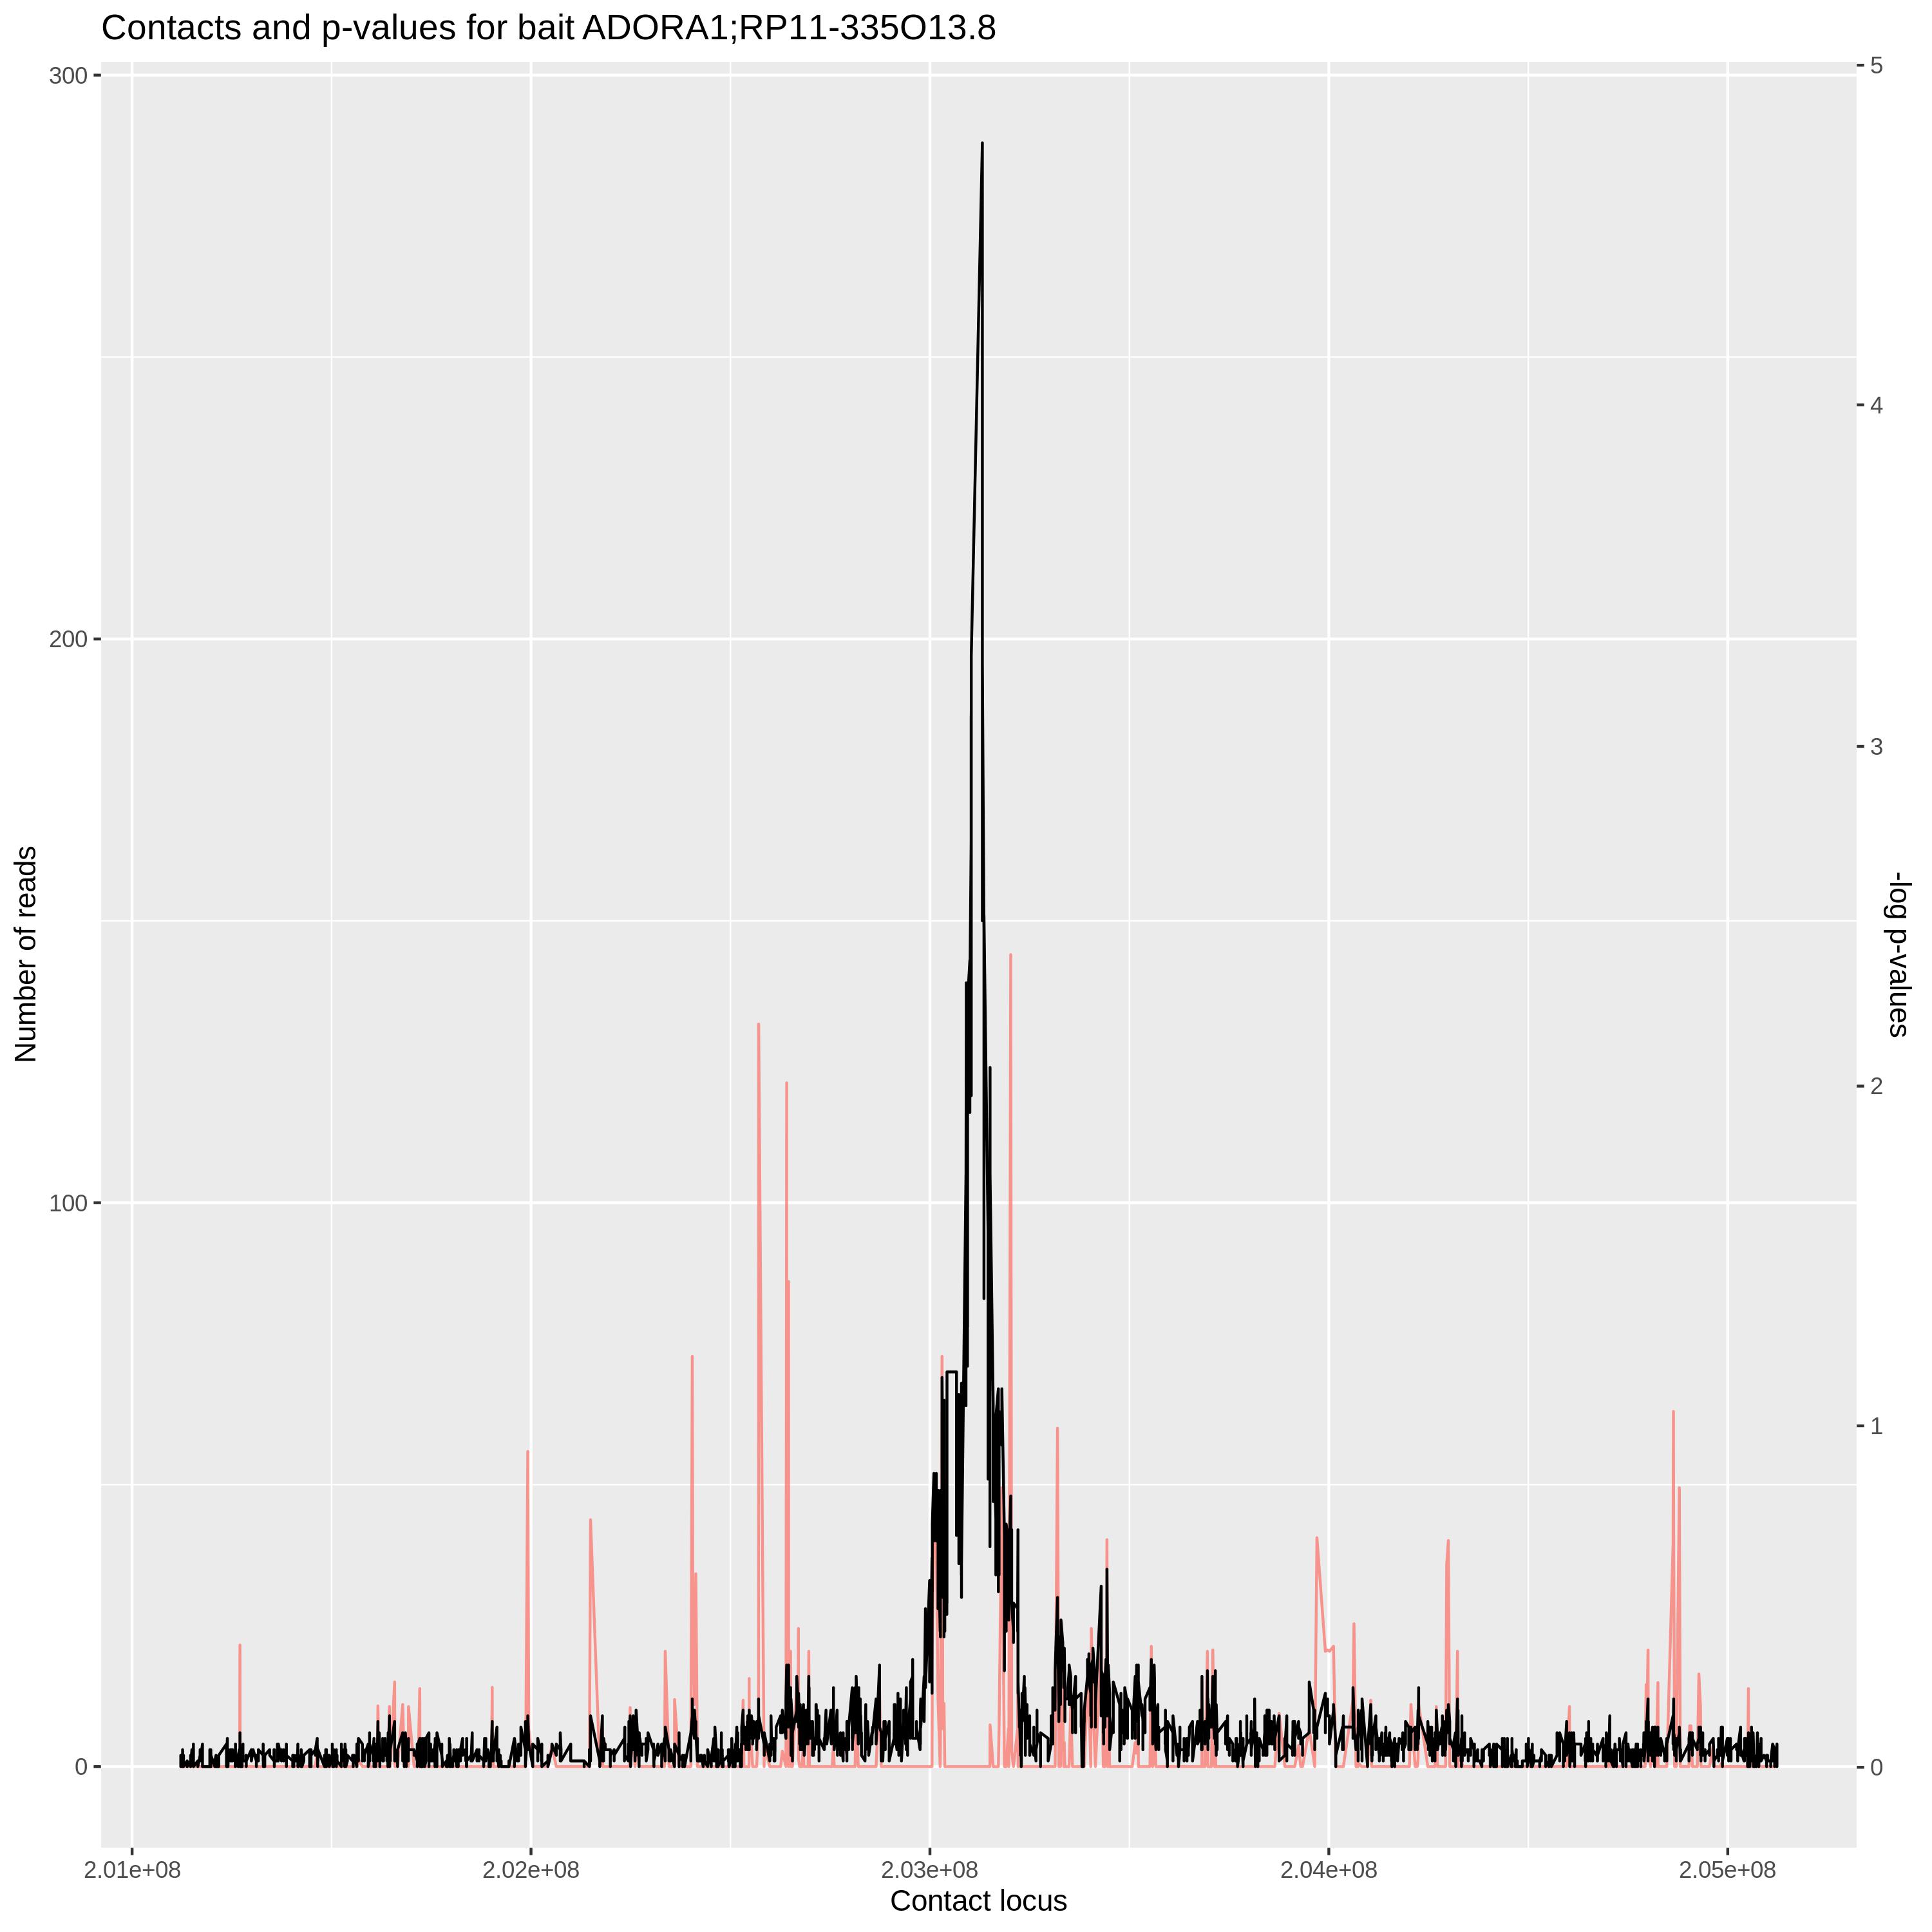 Contacts and p-values for bait ADORA1;RP11-335O13.8
300
200
100
0
Number of reads
5
4
3
2
1
0
-log p-values
2.01e+08 2.02e+08 2.03e+08 2.04e+08 2.05e+08
Contact locus